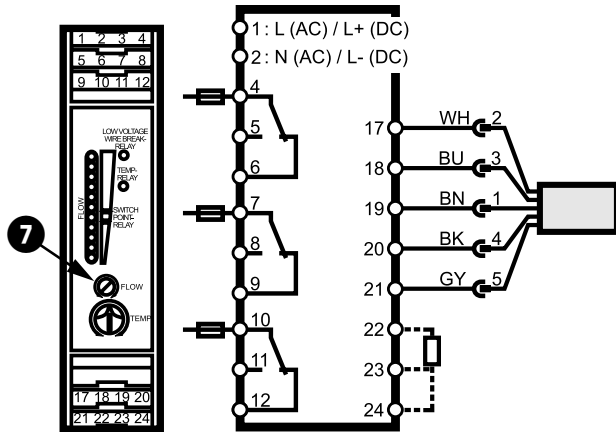 1 2 3 4
5 6 7 8
9 10 11 12
LOW VOLTAGE
WIRE BREAK-
RELAY
TEMP-
RELAY
FLOW
SWITCH
POINT-
RELAY
7
FLOW
TEMP
17 18 19 20
21 22 23 24
1: L (AC) / L+ (DC)
2: N (AC) / L- (DC)
4
5
6
7
8
9
10
11
12
17 WH 2
18 BU 3
19 BN 1
20 BK 4
21 GY 5
22
23
24